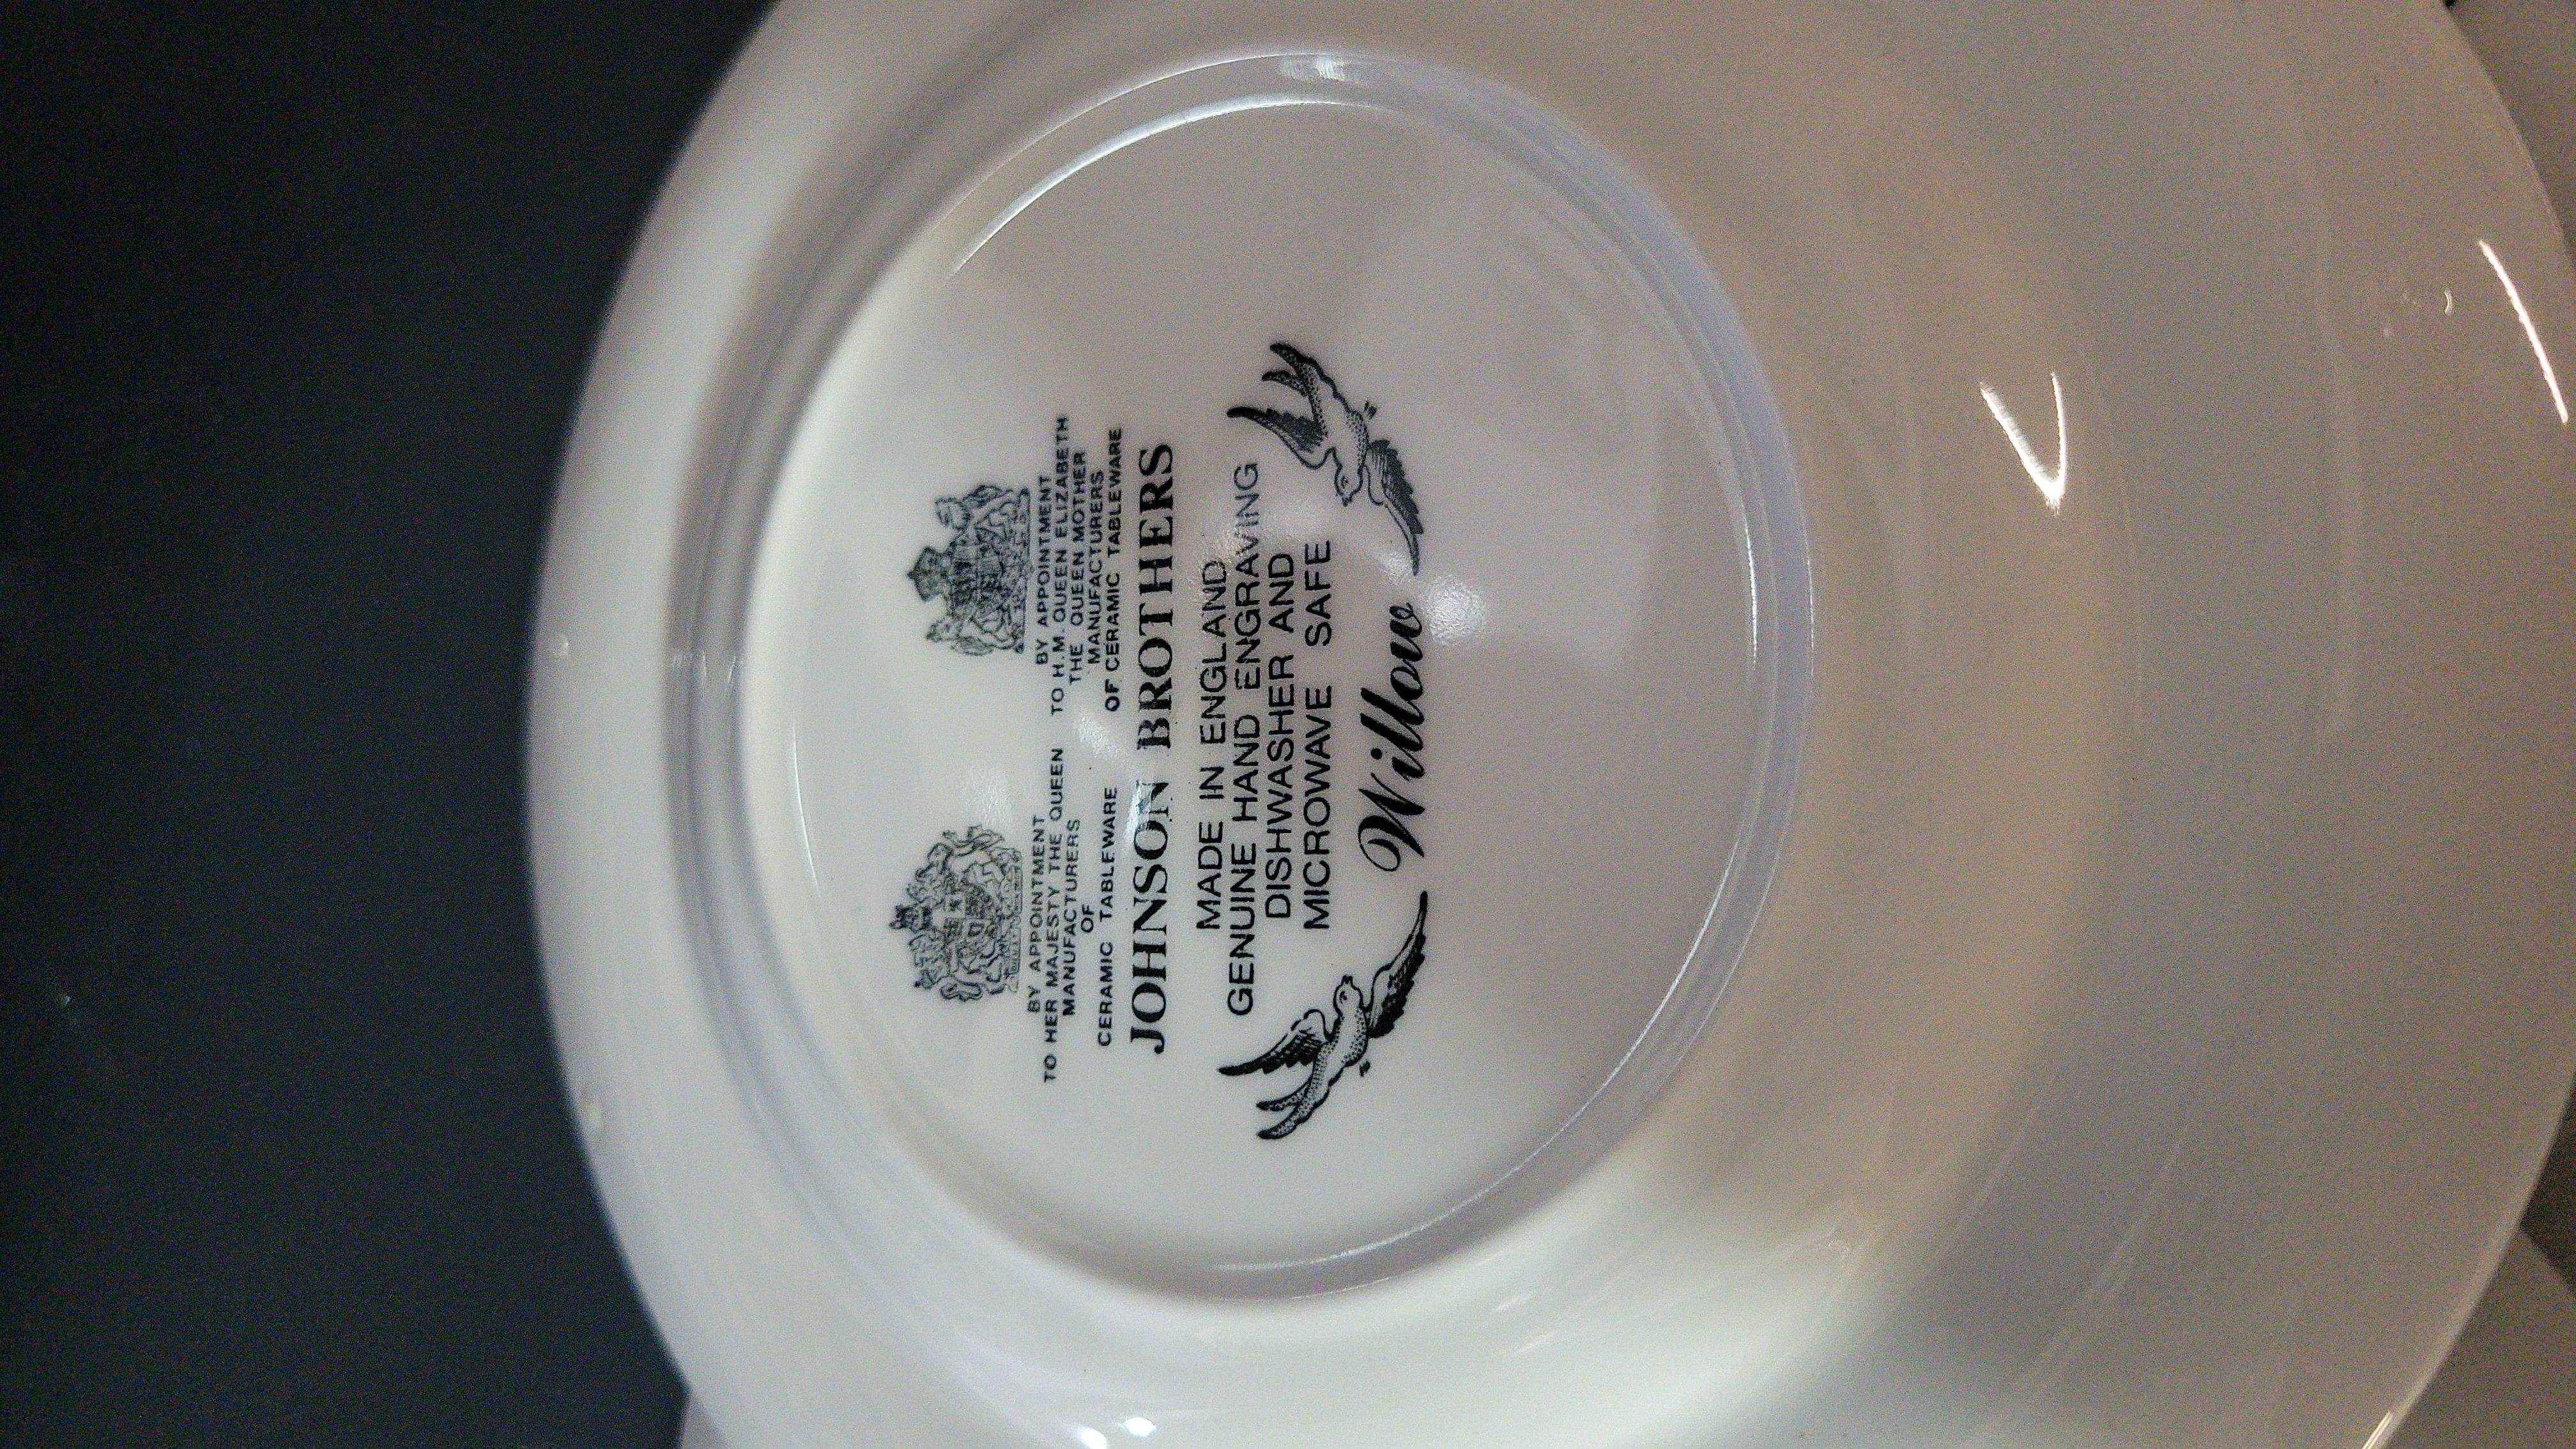 BY APPOINTMENT
TO HER MAJESTY THE QUEEN
MANUFACTURERS
OF
CERAMIC TABLEWARE
BY APPOINTMENT
TO H.M. QUEEN ELIZABETH
THE QUEEN MOTHER
MANUFACTURERS
OF CERAMIC TABLEWARE
JOHNSON BROTHERS
MADE IN ENGLAND
GENUINE HAND ENGRAVING
DISHWASHER AND
MICROWAVE SAFE
Willow